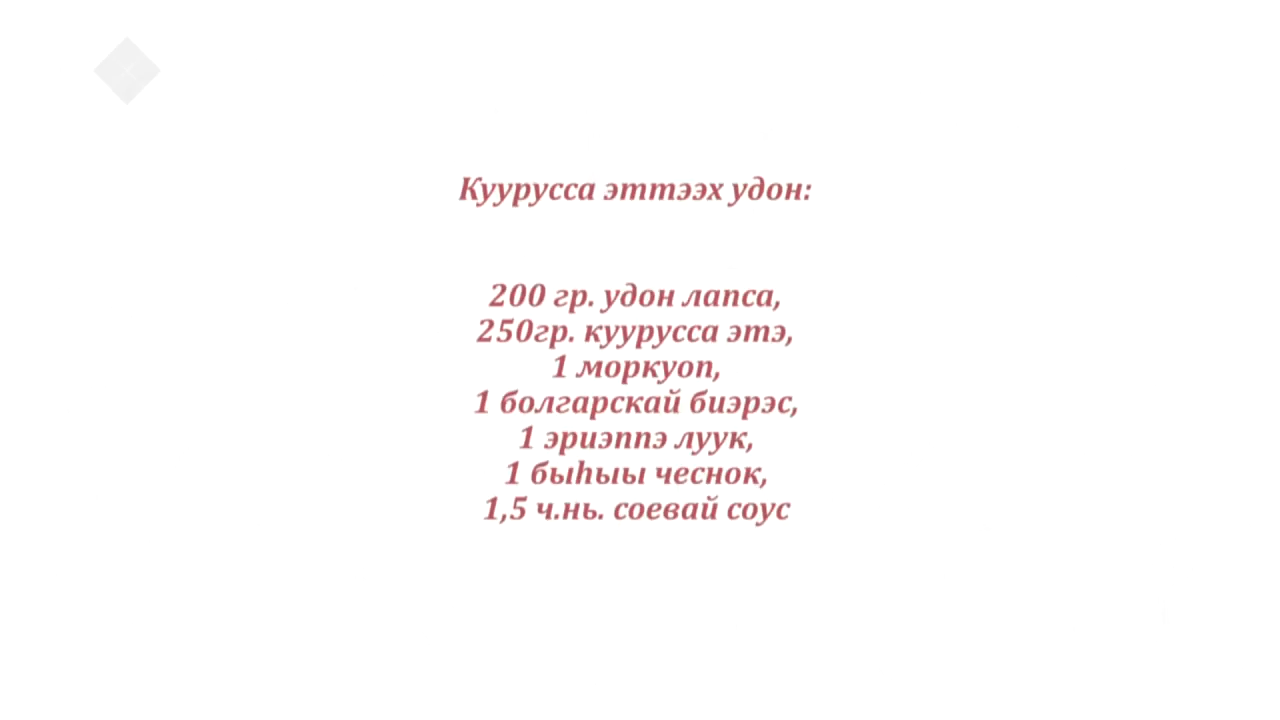 Куурусса эттээх удон:
200 гр. удон лапса,
250гр. куурусса этэ,
1 моркуоп,
1 болгарскай биэрэс,
1 эриэппэ луук,
1 быһыы чеснок,
1,5 ч.нь. соевай соус